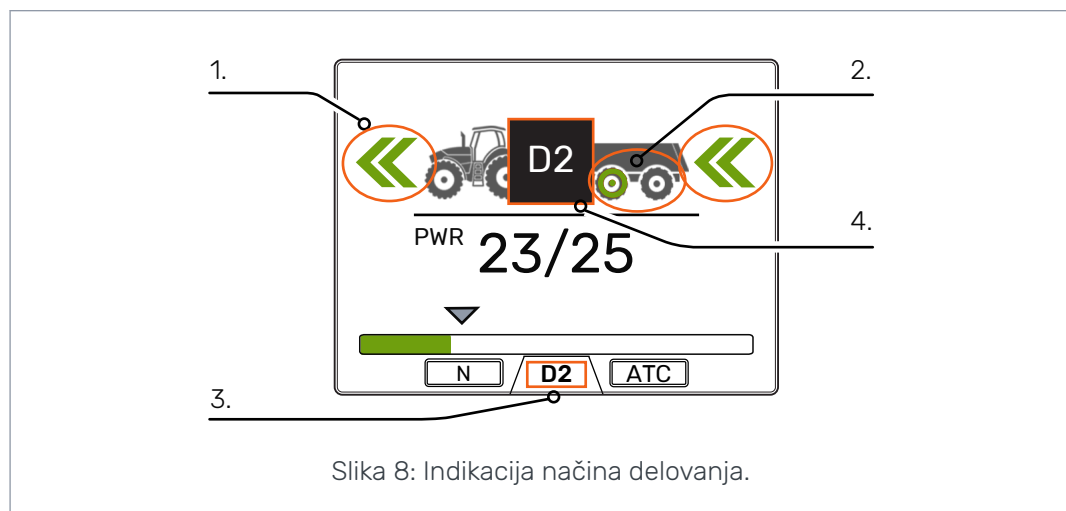 1.
2.
D2
4.
PWR 23/25
N D2 ATC
3.
Slika 8: Indikacija načina delovanja.